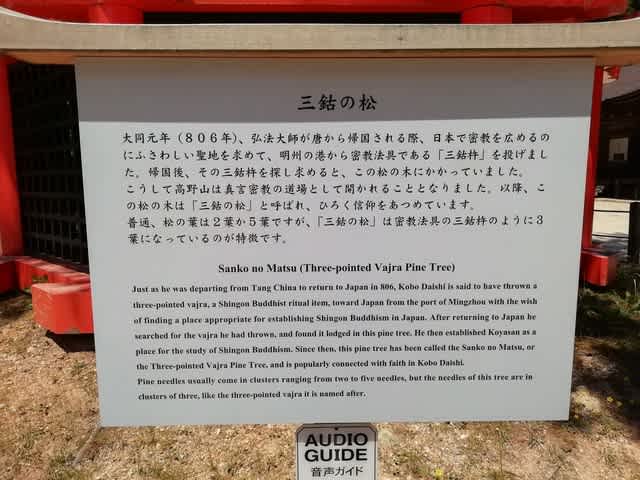 三鈷の松
大同元年(806年)、弘法大師が唐から帰国される際、日本で密教を広めるの
にふさわしい聖地を求めて、明州の港から密教法具である「三鈷杵」を投げまし
た。帰国後、その三鈷杵を探し求めると、この松の木にかかっていました。
こうして高野山は真言密教の道場として開かれることとなりました。以降、こ
の松の木は「三鈷の松」と呼ばれ、ひろく信仰をあつめています。
普通、松の葉は2葉か5葉ですが、「三鈷の松」は密教法具の三鈷杵のように3
葉になっているのが特徴です。
Sanko no Matsu (Three-pointed Vajra Pine Tree)
Just as he was departing from Tang China to return to Japan in 806, Kobo Daishi is said to have thrown a
three-pointed vajra, a Shingon Buddhist ritual item, toward Japan from the port of Mingzhou with the wish
of finding a place appropriate for establishing Shingon Buddhism in Japan. After returning to Japan he
searched for the vajra he had thrown, and found it lodged in this pine tree. He then established Koyasan as a
place for the study of Shingon Buddhism. Since then, this pine tree has been called the Sanko no Matsu, or
the Three-pointed Vajra Pine Tree, and is popularly connected with faith in Kobo Daishi.
Pine needles usually come in clusters ranging from two to five needles, but the needles of this tree are in
clusters of three, like the three-pointed vajra it is named after.
AUDIO
GUIDE
音声ガイド